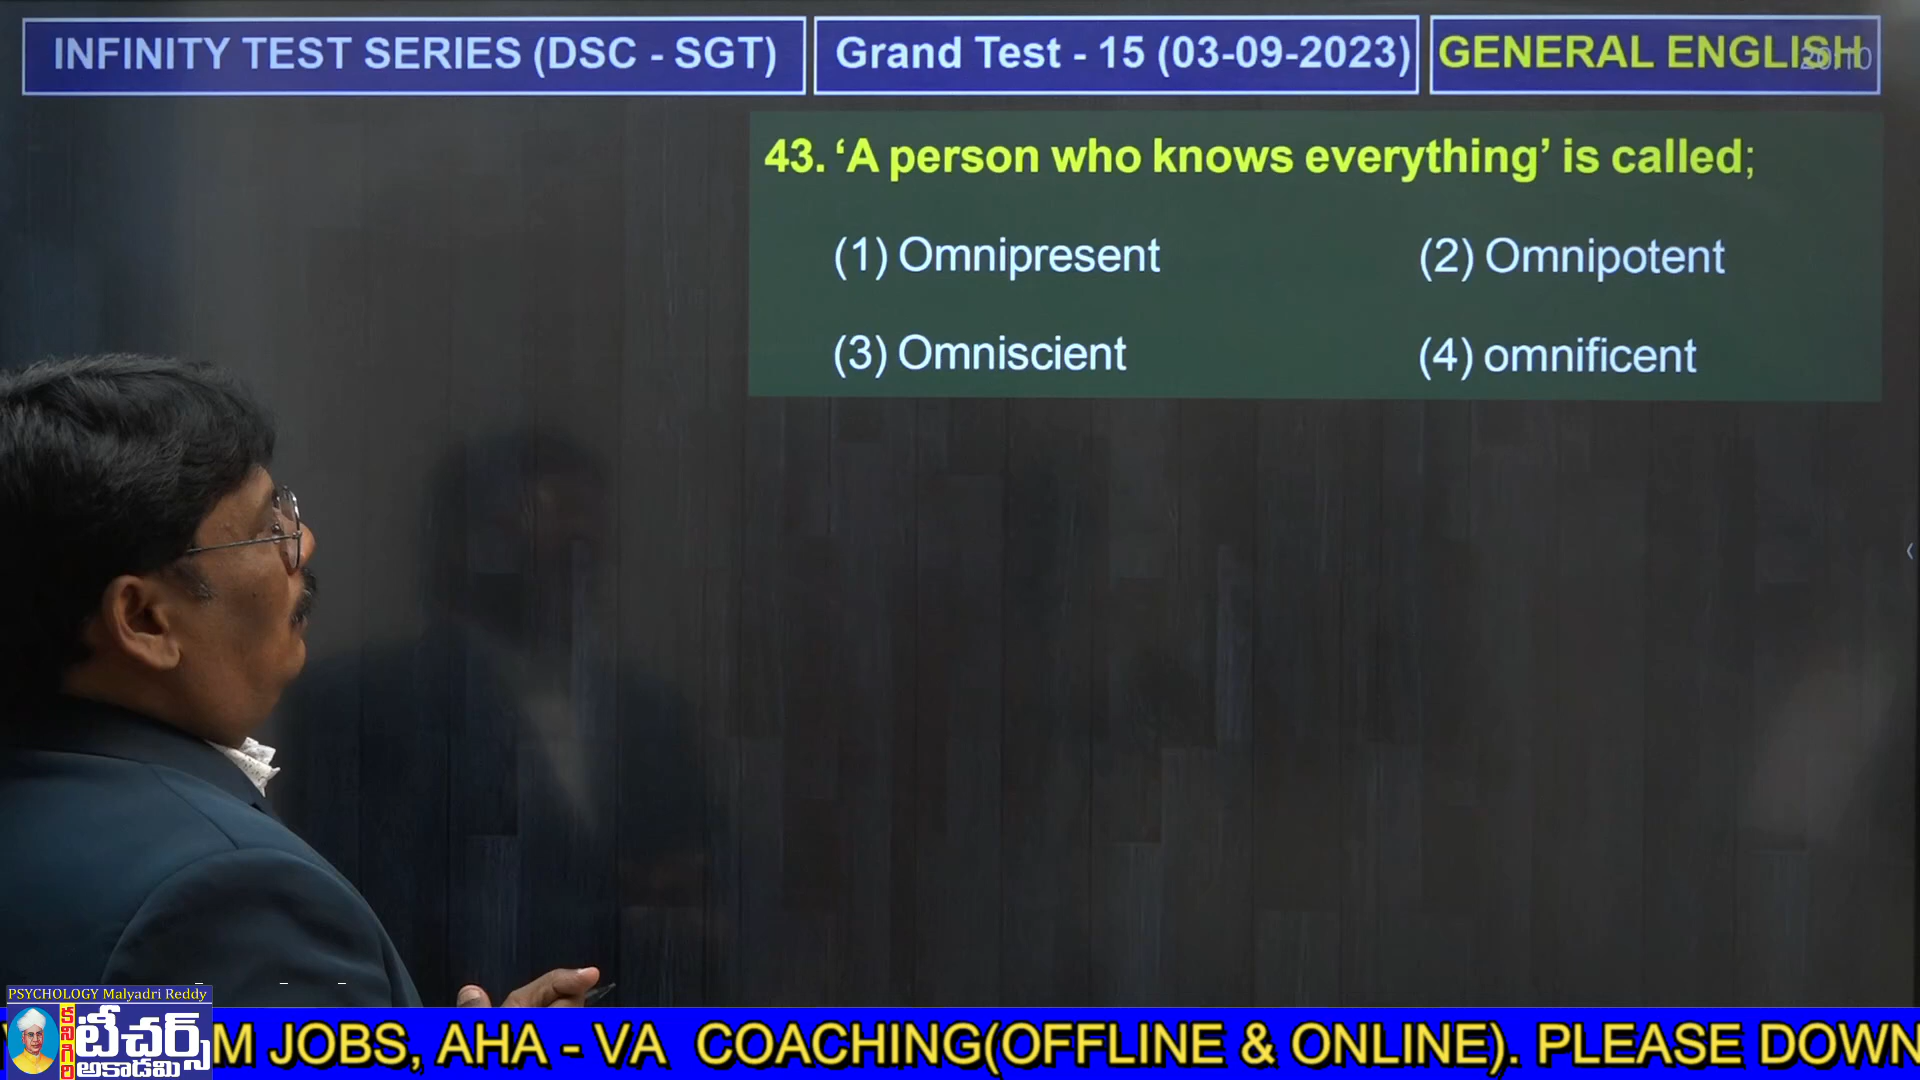 INFINITY TEST SERIES (DSC - SGT)
Grand Test - 15 (03-09-2023)
GENERAL ENGLISH
43. ‘A person who knows everything’ is called;
(1) Omnipresent
(2) Omnipotent
(3) Omniscient
(4) omnificent
PSYCHOLOGY Malyadri Reddy
కనిగిరి
టీచర్స్
అకాడమి
M JOBS, AHA - VA COACHING(OFFLINE & ONLINE). PLEASE DOWN